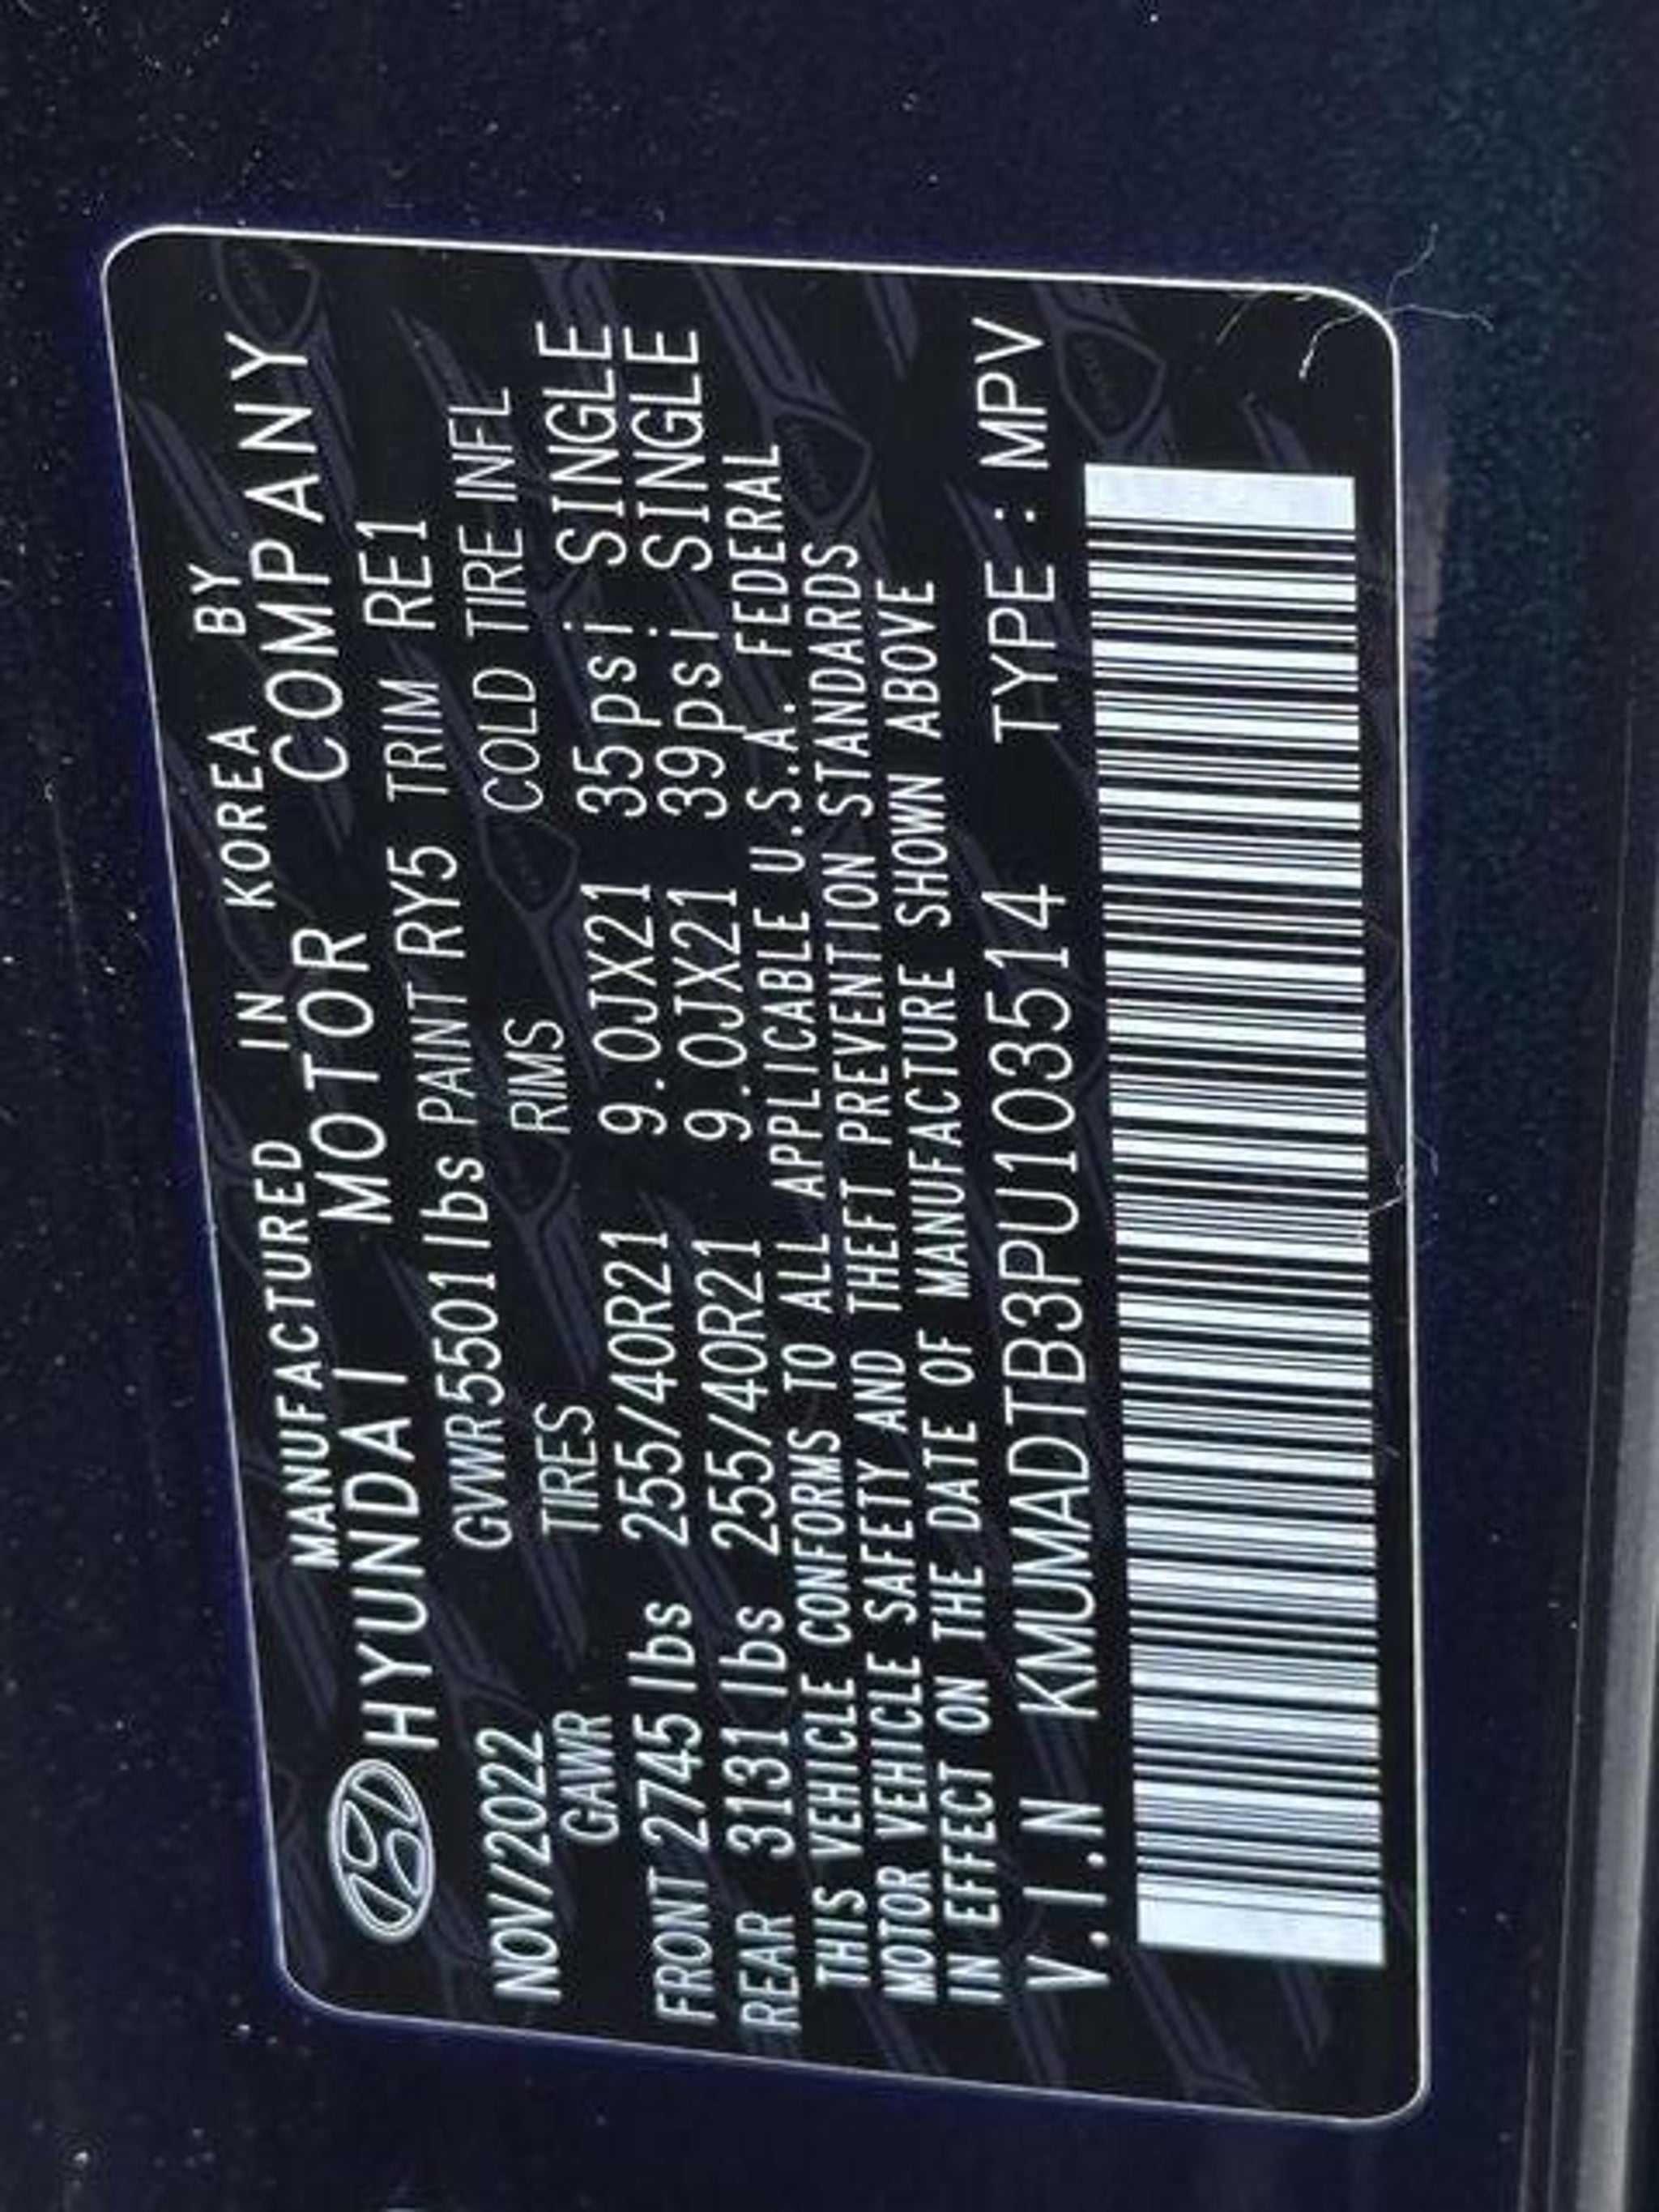 MANUFACTURED IN KOREA BY
HYUNDAI MOTOR COMPANY
NOV/2022 GVWR5501lbs PAINT RY5 TRIM RE1
GAWR TIRES RIMS COLD TIRE INFL
FRONT 2745 lbs 255/40R21 9.0JX21 35psi SINGLE
REAR 3131 lbs 255/40R21 9.0JX21 39psi SINGLE
THIS VEHICLE CONFORMS TO ALL APPLICABLE U.S.A. FEDERAL
MOTOR VEHICLE SAFETY AND THEFT PREVENTION STANDARDS
IN EFFECT ON THE DATE OF MANUFACTURE SHOWN ABOVE
V.I.N KMUMADTB3PU103514 TYPE : MPV